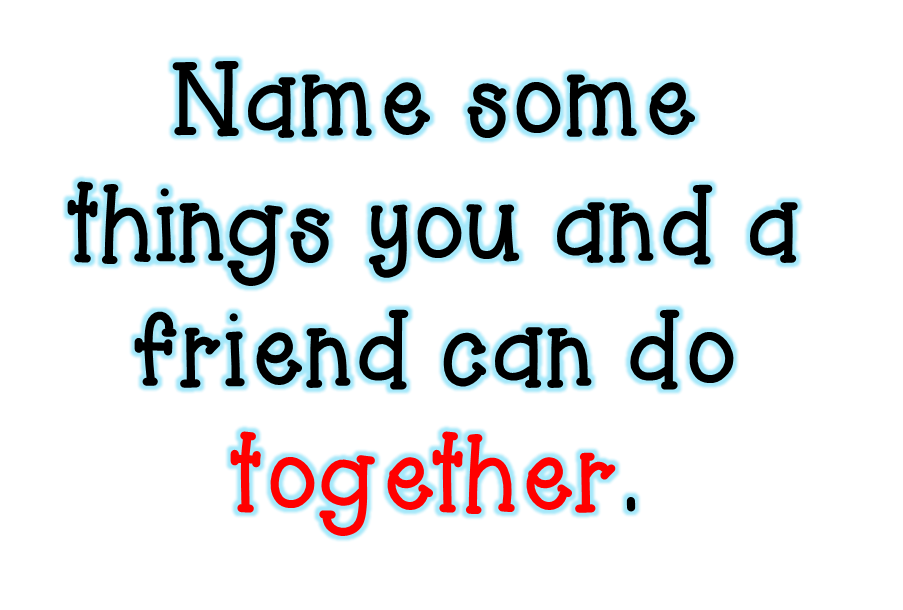 Name some
things you and a
friend can do
together.